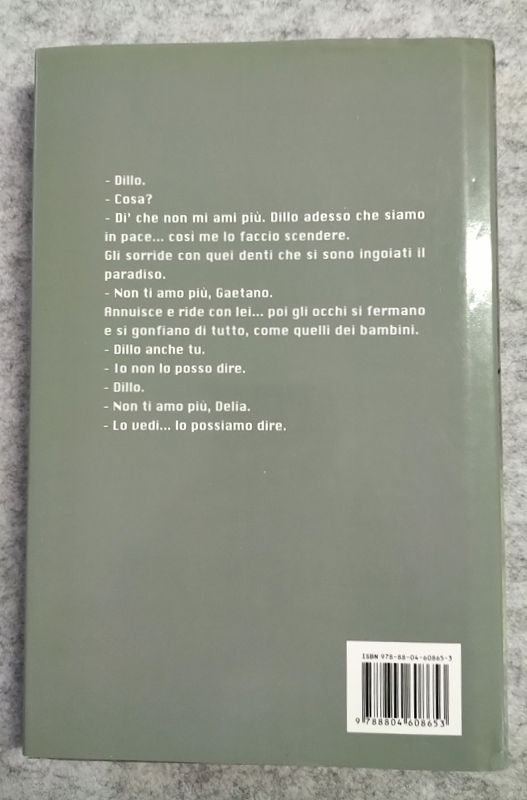 - Dillo.
- Cosa?
- Di' che non mi ami più. Dillo adesso che siamo
in pace... così me lo faccio scendere.
Gli sorride con quei denti che si sono ingoiati il
paradiso.
- Non ti amo più, Gaetano.
Annuisce e ride con lei... poi gli occhi si fermano
e si gonfiano di tutto, come quelli dei bambini.
- Dillo anche tu.
- Io non lo posso dire.
- Dillo.
- Non ti amo più, Delia.
- Lo vedi... lo possiamo dire.
ISBN 978-88-04-60865-3
9 788804 608653